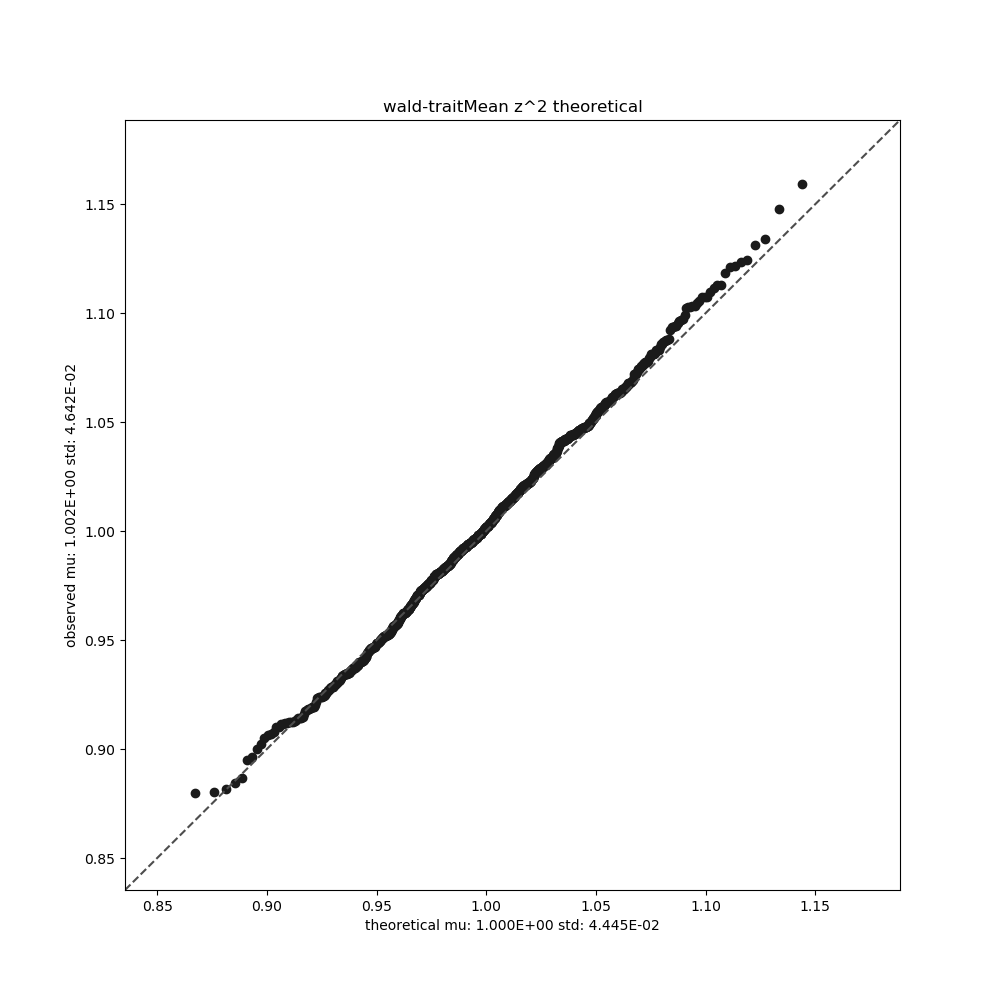 wald-traitMean z^2 theoretical
1.15
1.10
1.05
1.00
0.95
0.90
0.85
observed mu: 1.002E+00 std: 4.642E-02
0.85 0.90 0.95 1.00 1.05 1.10 1.15
theoretical mu: 1.000E+00 std: 4.445E-02